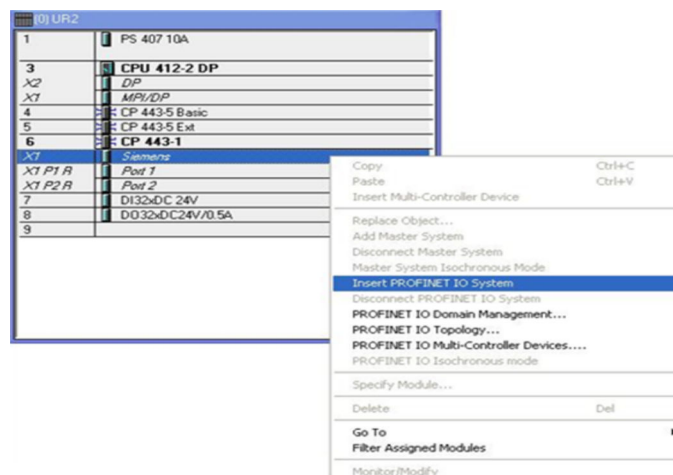 (0) UR2
1 PS 407 10A
3 CPU 412-2 DP
X2 DP
X1 MPI/DP
4 CP 443-5 Basic
5 CP 443-5 Ext
6 CP 443-1
X1 Siemens
X1 P1 R Port 1
X1 P2 R Port 2
7 DI32xDC 24V
8 DO32xDC24V/0.5A
9
Copy Ctrl+C
Paste Ctrl+V
Insert Multi-Controller Device
Replace Object...
Add Master System
Disconnect Master System
Master System Isochronous Mode
Insert PROFINET IO System
Disconnect PROFINET IO System
PROFINET IO Domain Management...
PROFINET IO Topology...
PROFINET IO Multi-Controller Devices....
PROFINET IO Isochronous mode
Specify Module...
Delete Del
Go To
Filter Assigned Modules
Monitor/Modify